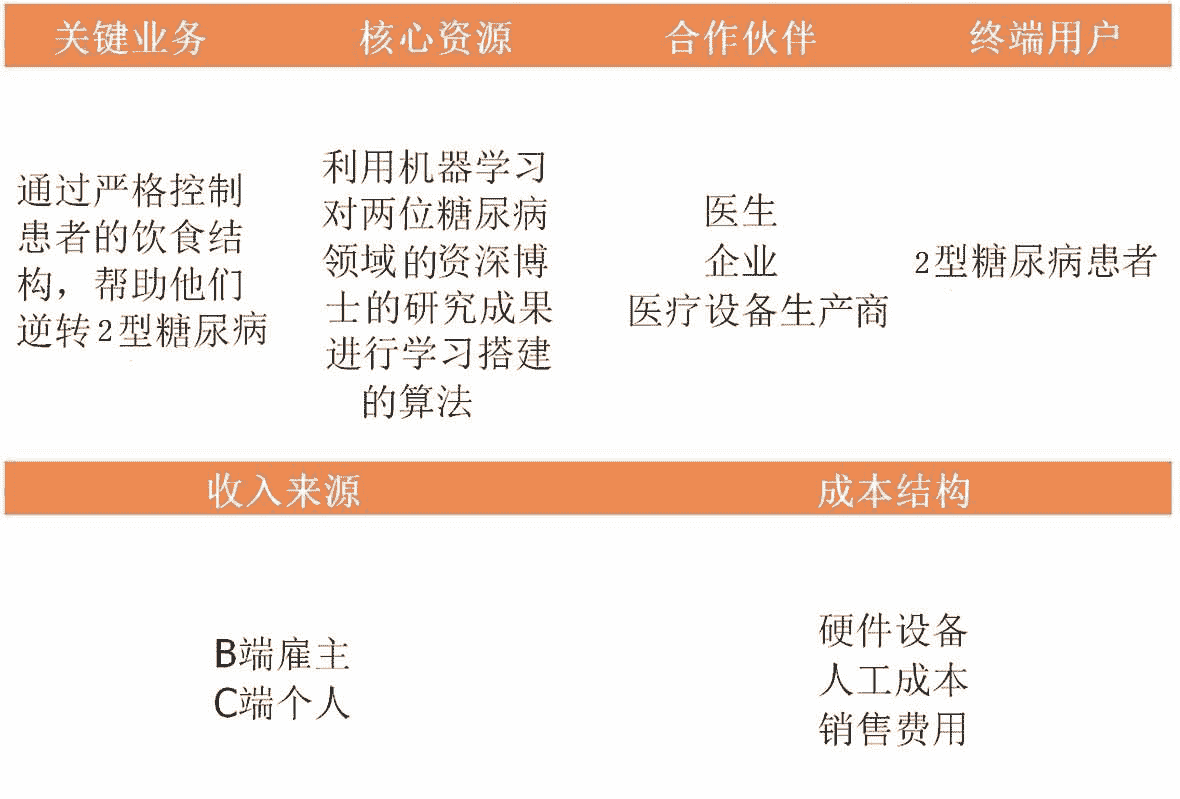 关键业务 核心资源 合作伙伴 终端用户
通过严格控制
患者的饮食结
构，帮助他们
逆转2型糖尿病
利用机器学习
对两位糖尿病
领域的资深博
士的研究成果
进行学习搭建
的算法
医生
企业
医疗设备生产商
2型糖尿病患者
收入来源 成本结构
B端雇主
C端个人
硬件设备
人工成本
销售费用